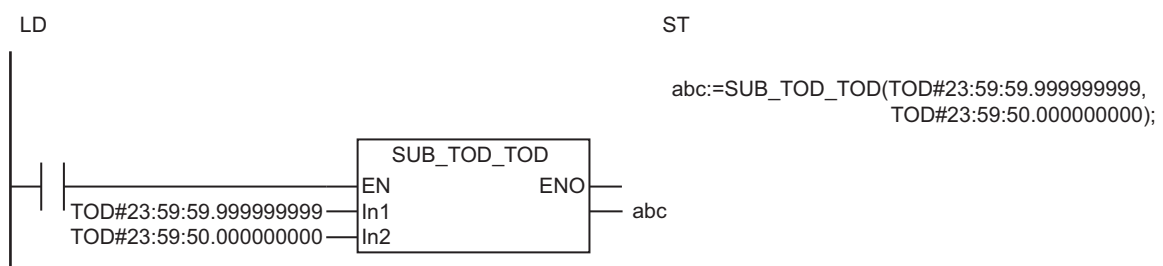 LD
ST
abc:=SUB_TOD_TOD(TOD#23:59:59.999999999,
TOD#23:59:50.000000000);
SUB_TOD_TOD
EN ENO
TOD#23:59:59.999999999 In1 abc
TOD#23:59:50.000000000 In2